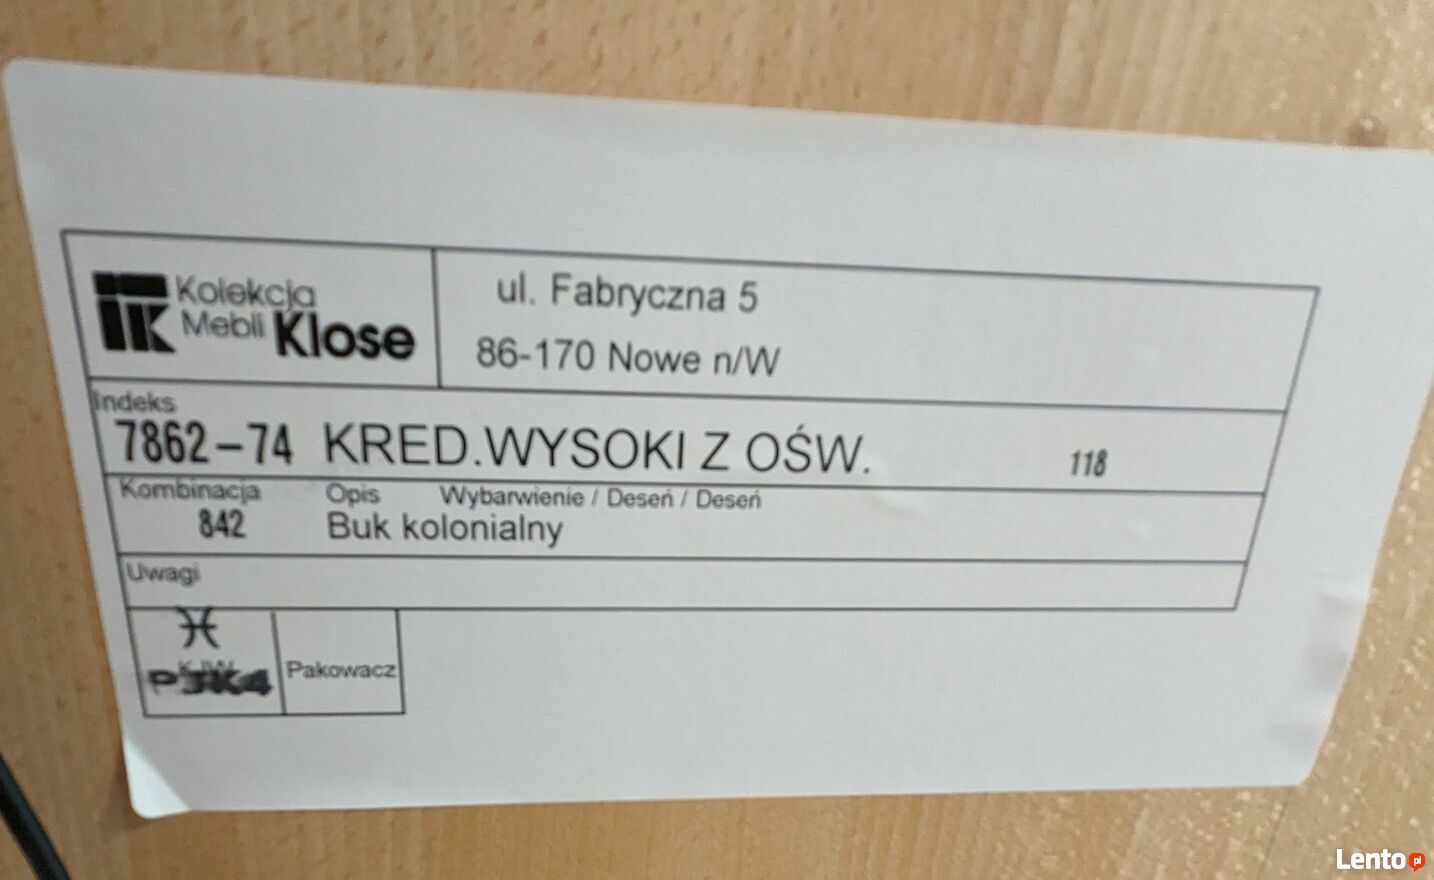 Kolekcja
Mebli Klose
ul. Fabryczna 5
86-170 Nowe n/W
Indeks
7862-74 KRED.WYSOKI Z OŚW. 118
Kombinacja Opis Wybarwienie / Deseń / Deseń
842 Buk kolonialny
Uwagi
PJK4 Pakowacz
Lento.pl